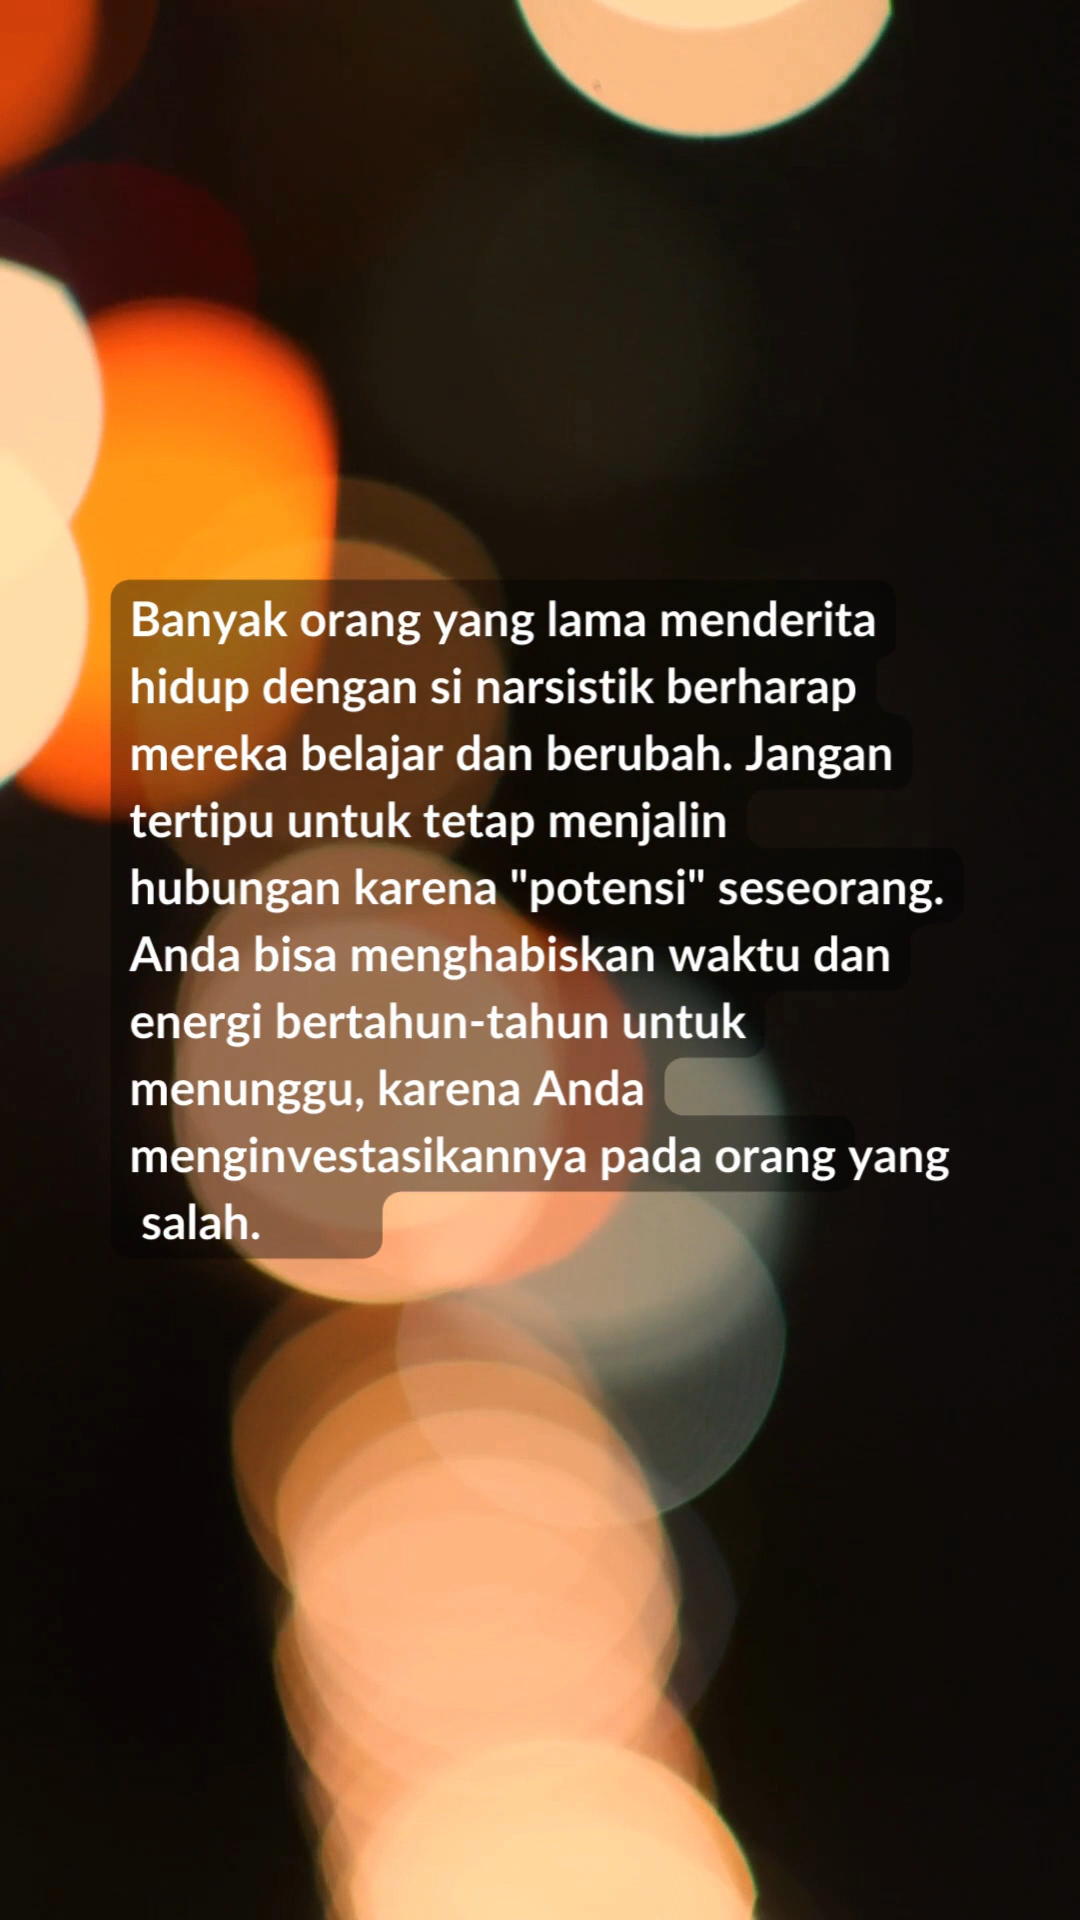 Banyak orang yang lama menderita
hidup dengan si narsistik berharap
mereka belajar dan berubah. Jangan
tertipu untuk tetap menjalin
hubungan karena "potensi" seseorang.
Anda bisa menghabiskan waktu dan
energi bertahun-tahun untuk
menunggu, karena Anda
menginvestasikannya pada orang yang
salah.